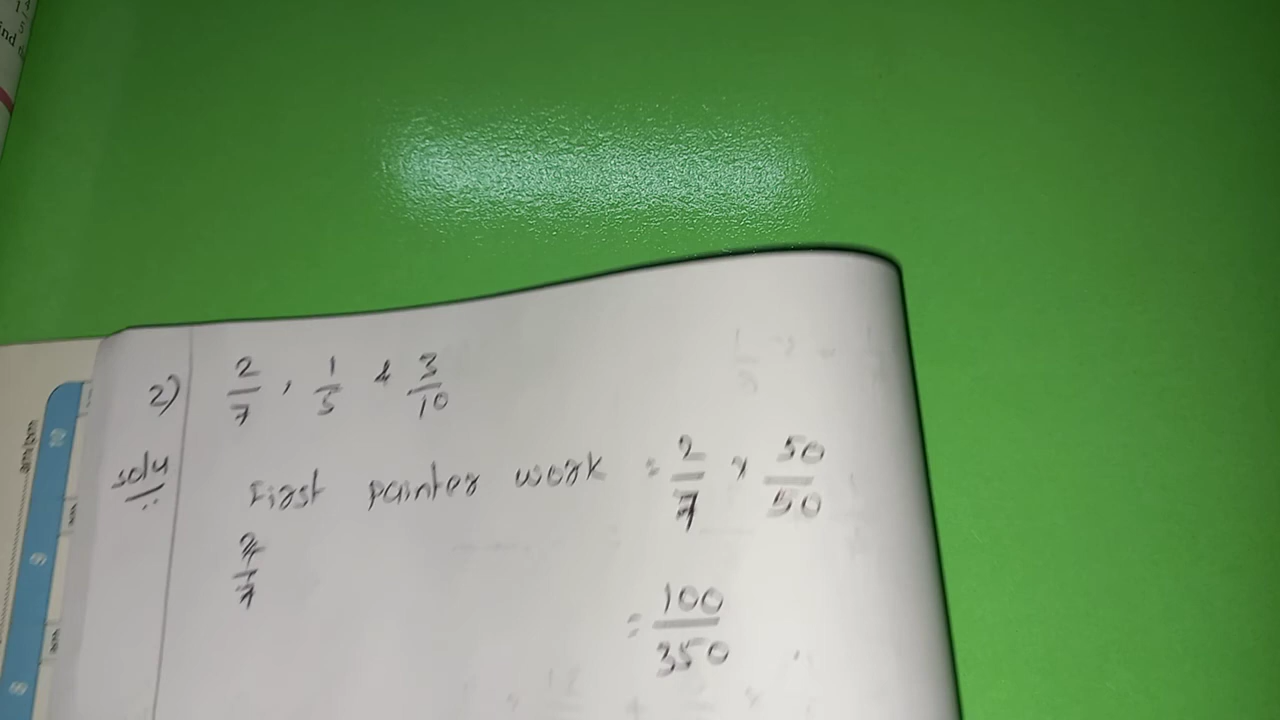 2) 2/7 , 1/5 & 3/10
Solu First painter work = 2/7 × 50/50
2/7
= 100/350